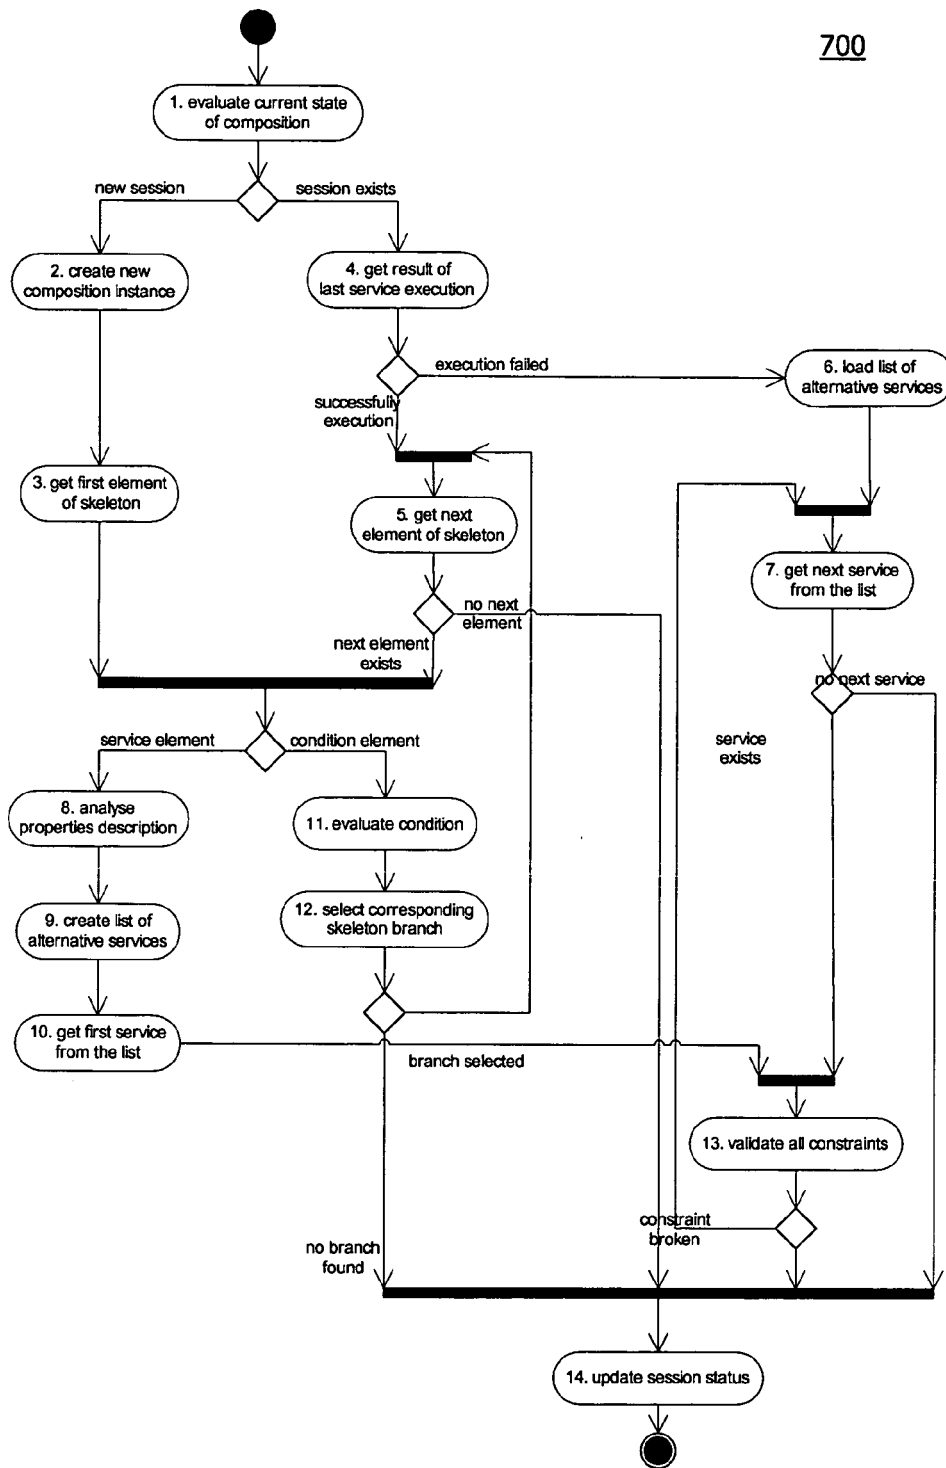 700
1. evaluate current state
of composition
new session
session exists
2. create new
composition instance
4. get result of
last service execution
execution failed
6. load list of
alternative services
successfully
execution
3. get first element
of skeleton
5. get next
element of skeleton
7. get next service
from the list
no next
element
next element
exists
no next service
service
exists
service element
condition element
8. analyse
properties description
11. evaluate condition
9. create list of
alternative services
12. select corresponding
skeleton branch
10. get first service
from the list
branch selected
13. validate all constraints
constraint
broken
no branch
found
14. update session status